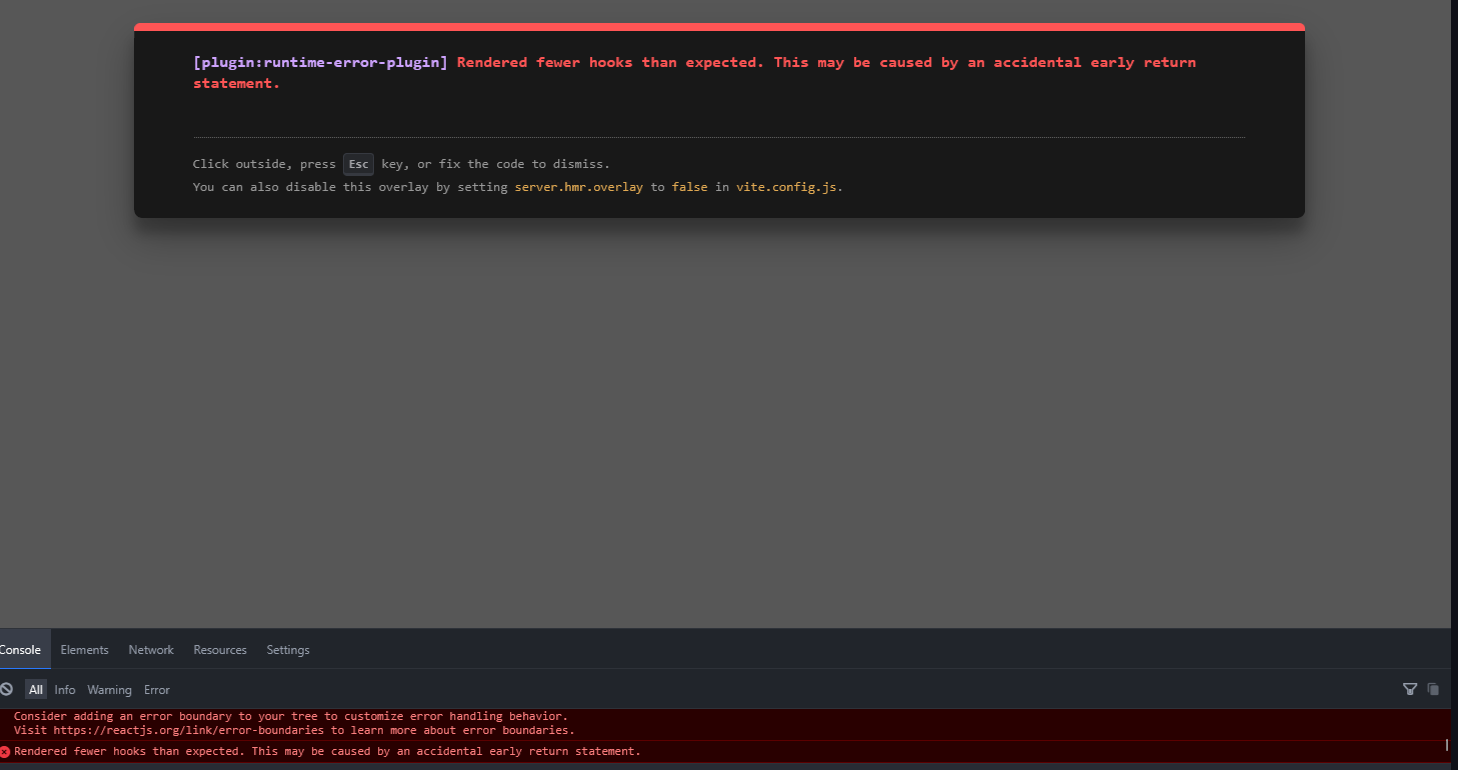 [plugin:runtime-error-plugin] Rendered fewer hooks than expected. This may be caused by an accidental early return
statement.
Click outside, press Esc key, or fix the code to dismiss.
You can also disable this overlay by setting server.hmr.overlay to false in vite.config.js.
Console Elements Network Resources Settings
All Info Warning Error
Consider adding an error boundary to your tree to customize error handling behavior.
Visit https://reactjs.org/link/error-boundaries to learn more about error boundaries.
Rendered fewer hooks than expected. This may be caused by an accidental early return statement.